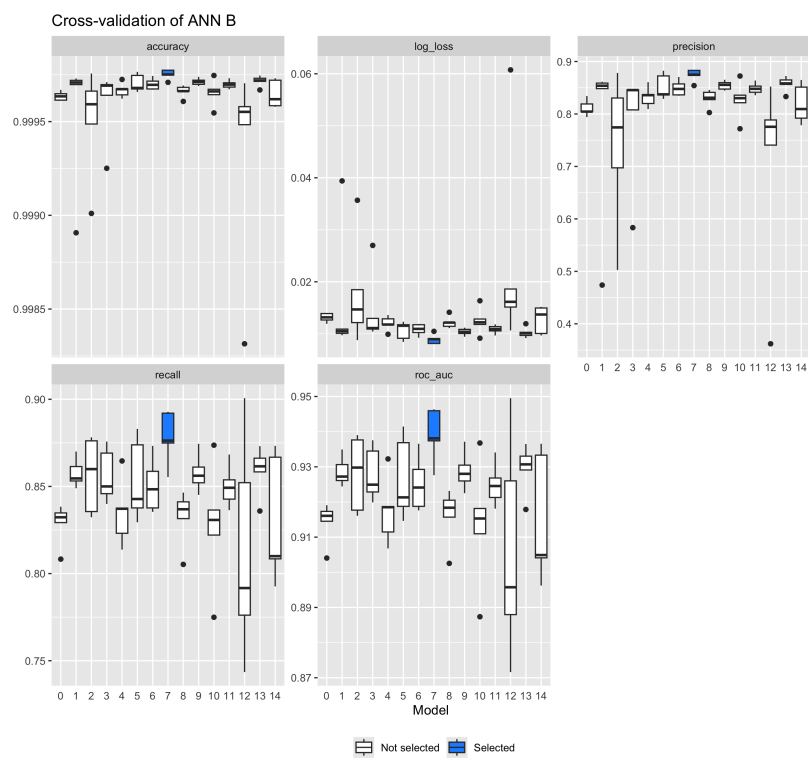 Cross-validation of ANN B
accuracy
log_loss
precision
0.9995
0.9990
0.9985
0.06
0.04
0.02
0.9
0.8
0.7
0.6
0.5
0.4
0 1 2 3 4 5 6 7 8 9 10 11 12 13 14
recall
roc_auc
0.90
0.85
0.80
0.75
0.95
0.93
0.91
0.89
0.87
0 1 2 3 4 5 6 7 8 9 10 11 12 13 14
0 1 2 3 4 5 6 7 8 9 10 11 12 13 14
Model
Not selected
Selected